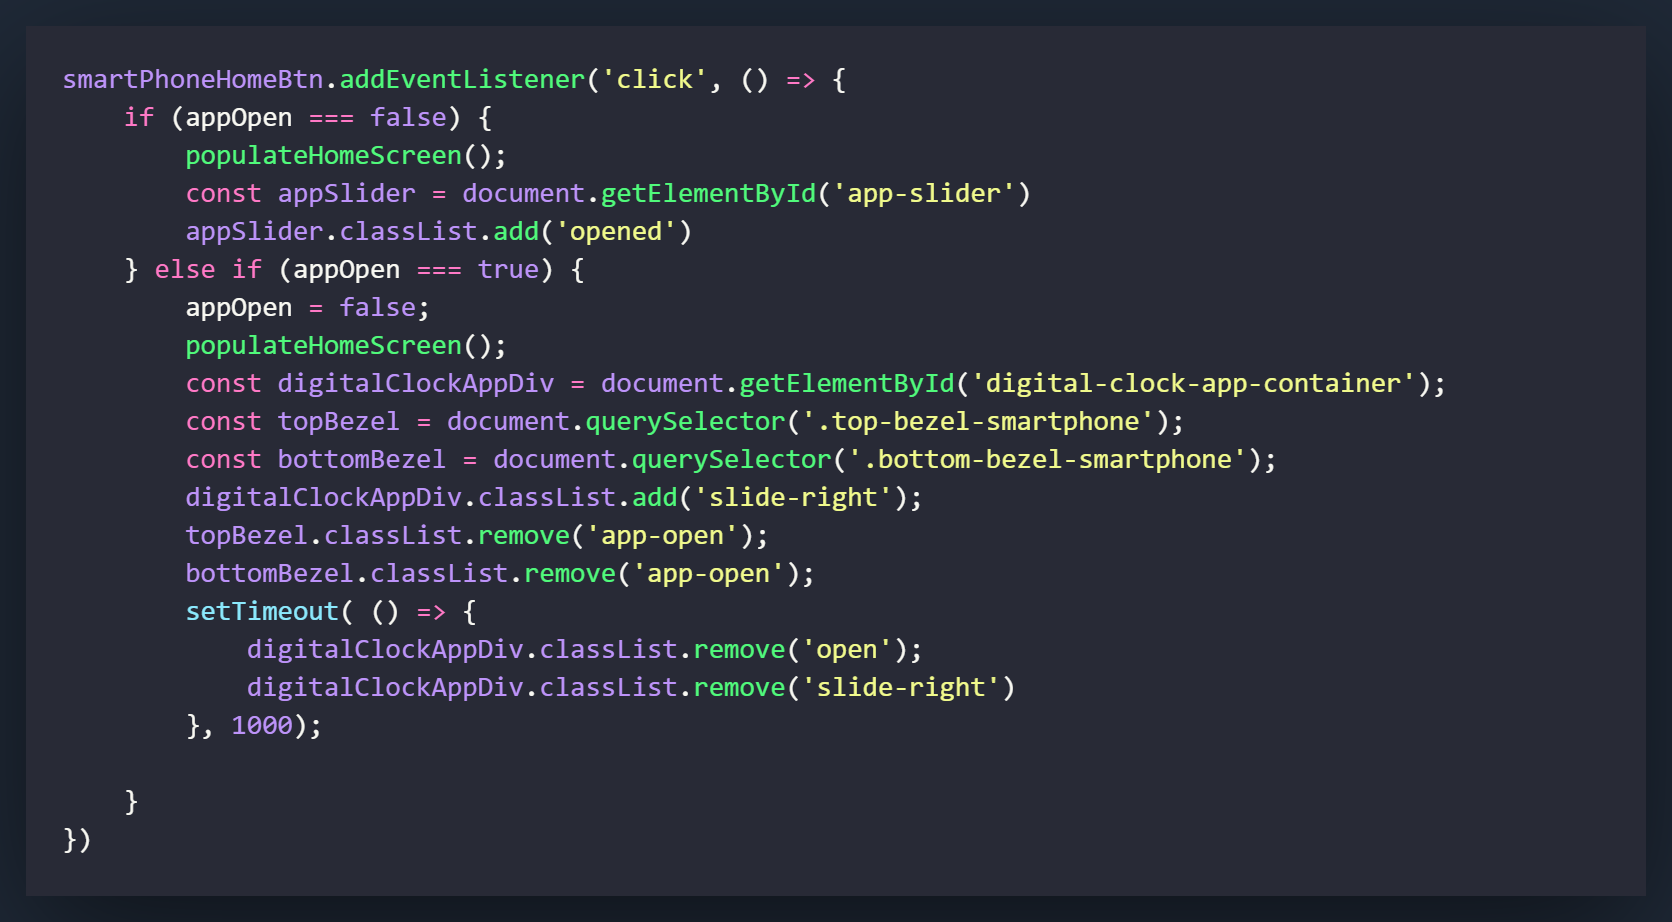 smartPhoneHomeBtn.addEventListener('click', () => {
    if (appOpen === false) {
        populateHomeScreen();
        const appSlider = document.getElementById('app-slider')
        appSlider.classList.add('opened')
    } else if (appOpen === true) {
        appOpen = false;
        populateHomeScreen();
        const digitalClockAppDiv = document.getElementById('digital-clock-app-container');
        const topBezel = document.querySelector('.top-bezel-smartphone');
        const bottomBezel = document.querySelector('.bottom-bezel-smartphone');
        digitalClockAppDiv.classList.add('slide-right');
        topBezel.classList.remove('app-open');
        bottomBezel.classList.remove('app-open');
        setTimeout( () => {
            digitalClockAppDiv.classList.remove('open');
            digitalClockAppDiv.classList.remove('slide-right')
        }, 1000);

    }
})